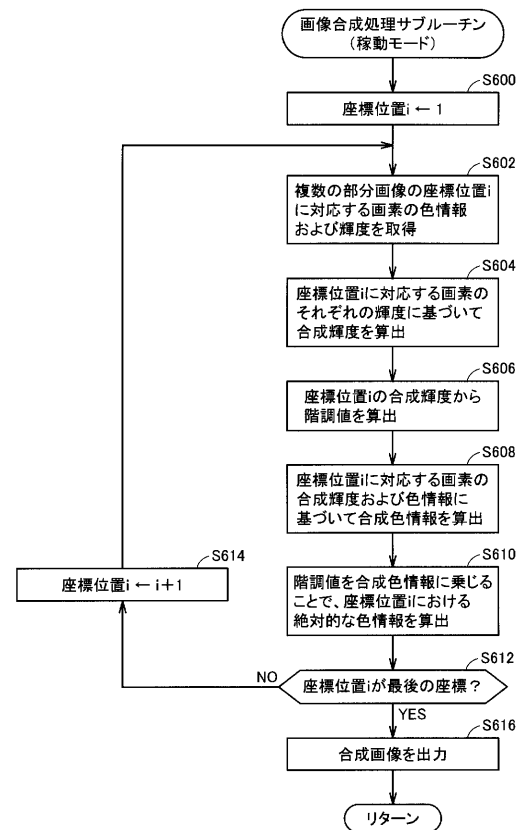 画像合成処理サブルーチン
(稼動モード)
S600
座標位置i ← 1
S602
複数の部分画像の座標位置i
に対応する画素の色情報
および輝度を取得
S604
座標位置iに対応する画素の
それぞれの輝度に基づいて
合成輝度を算出
S606
座標位置iの合成輝度から
階調値を算出
S608
座標位置iに対応する画素の
合成輝度および色情報に
基づいて合成色情報を算出
S610
階調値を合成色情報に乗じる
ことで、座標位置iにおける
絶対的な色情報を算出
S614
座標位置i ← i+1
S612
座標位置iが最後の座標?
NO
YES
S616
合成画像を出力
リターン